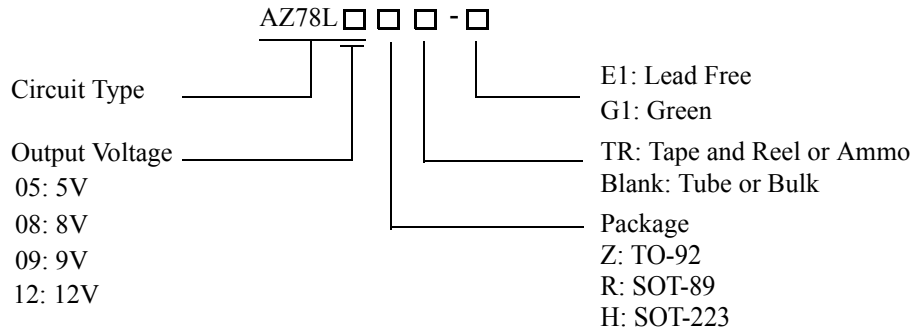 AZ78L□ □ □ - □
Circuit Type
Output Voltage
05: 5V
08: 8V
09: 9V
12: 12V
E1: Lead Free
G1: Green
TR: Tape and Reel or Ammo
Blank: Tube or Bulk
Package
Z: TO-92
R: SOT-89
H: SOT-223